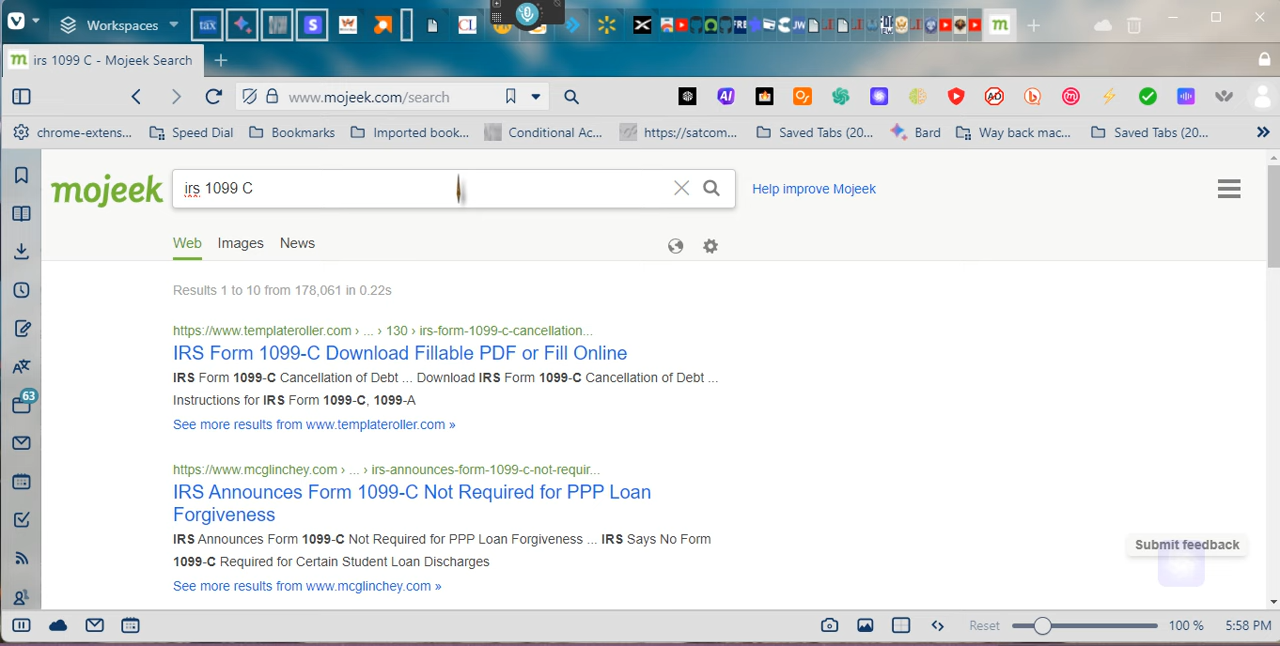 Workspaces
tax
S
CL
JW
FRE
m
m irs 1099 C - Mojeek Search
www.mojeek.com/search
AI
chrome-extens...
Speed Dial
Bookmarks
Imported book...
Conditional Ac...
https://satcom...
Saved Tabs (20...
Bard
Way back mac...
Saved Tabs (20...
mojeek
irs 1099 C
Help improve Mojeek
Web
Images
News
Results 1 to 10 from 178,061 in 0.22s
https://www.templateroller.com › ... › 130 › irs-form-1099-c-cancellation...
IRS Form 1099-C Download Fillable PDF or Fill Online
IRS Form 1099-C Cancellation of Debt ... Download IRS Form 1099-C Cancellation of Debt ...
Instructions for IRS Form 1099-C, 1099-A
See more results from www.templateroller.com »
https://www.mcglinchey.com › ... › irs-announces-form-1099-c-not-requir...
IRS Announces Form 1099-C Not Required for PPP Loan
Forgiveness
IRS Announces Form 1099-C Not Required for PPP Loan Forgiveness ... IRS Says No Form
1099-C Required for Certain Student Loan Discharges
See more results from www.mcglinchey.com »
63
Submit feedback
Reset
100 %
5:58 PM